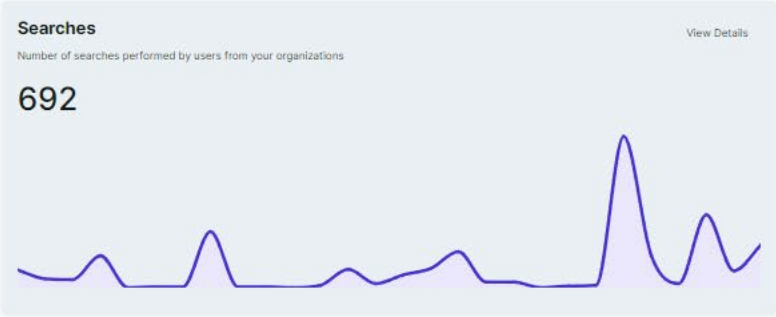 Searches
View Details
Number of searches performed by users from your organizations
692